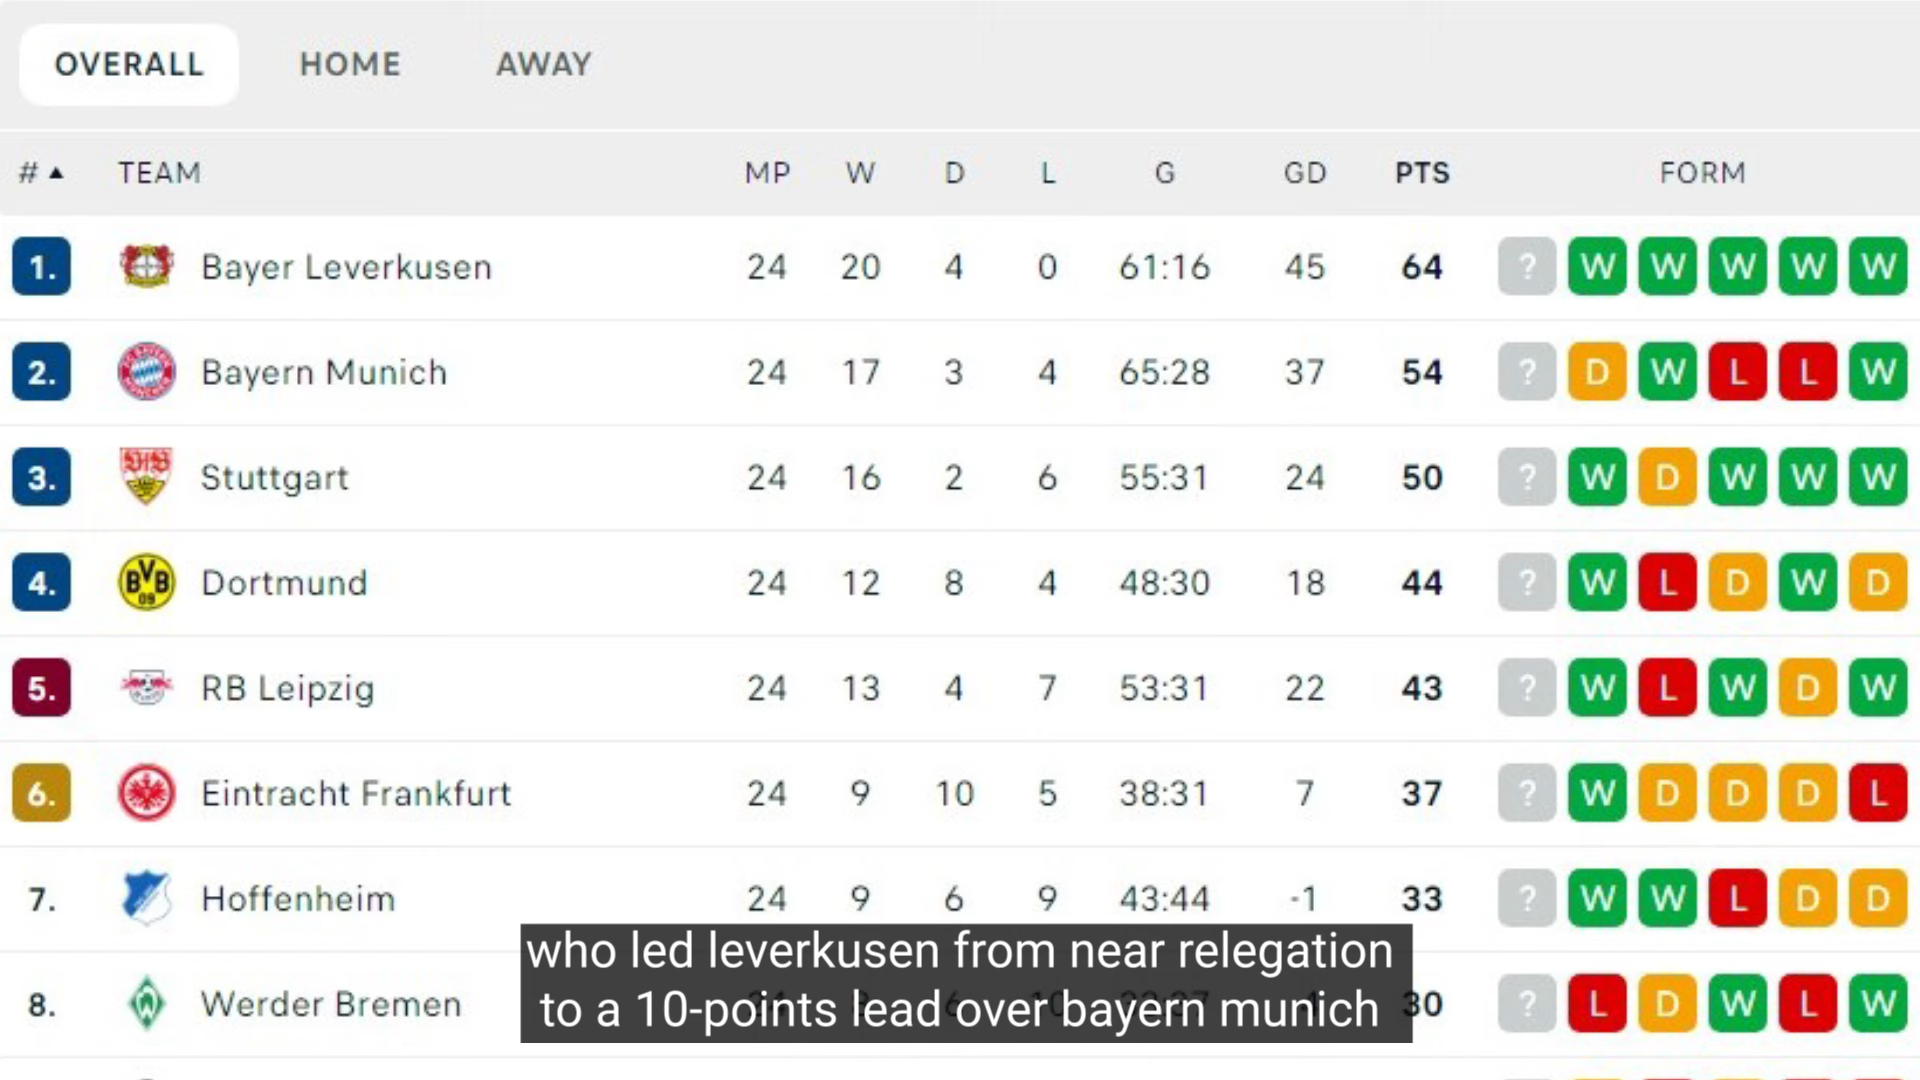 OVERALL HOME AWAY
# ▲ TEAM MP W D L G GD PTS FORM
1. Bayer Leverkusen 24 20 4 0 61:16 45 64 ? W W W W W
2. Bayern Munich 24 17 3 4 65:28 37 54 ? D W L L W
3. Stuttgart 24 16 2 6 55:31 24 50 ? W D W W W
4. BVB 09 Dortmund 24 12 8 4 48:30 18 44 ? W L D W D
5. RB Leipzig 24 13 4 7 53:31 22 43 ? W L W D W
6. Eintracht Frankfurt 24 9 10 5 38:31 7 37 ? W D D D L
7. Hoffenheim 24 9 6 9 43:44 -1 33 ? W W L D D
who led leverkusen from near relegation
8. Werder Bremen 30 ? L D W L W
to a 10-points lead over bayern munich